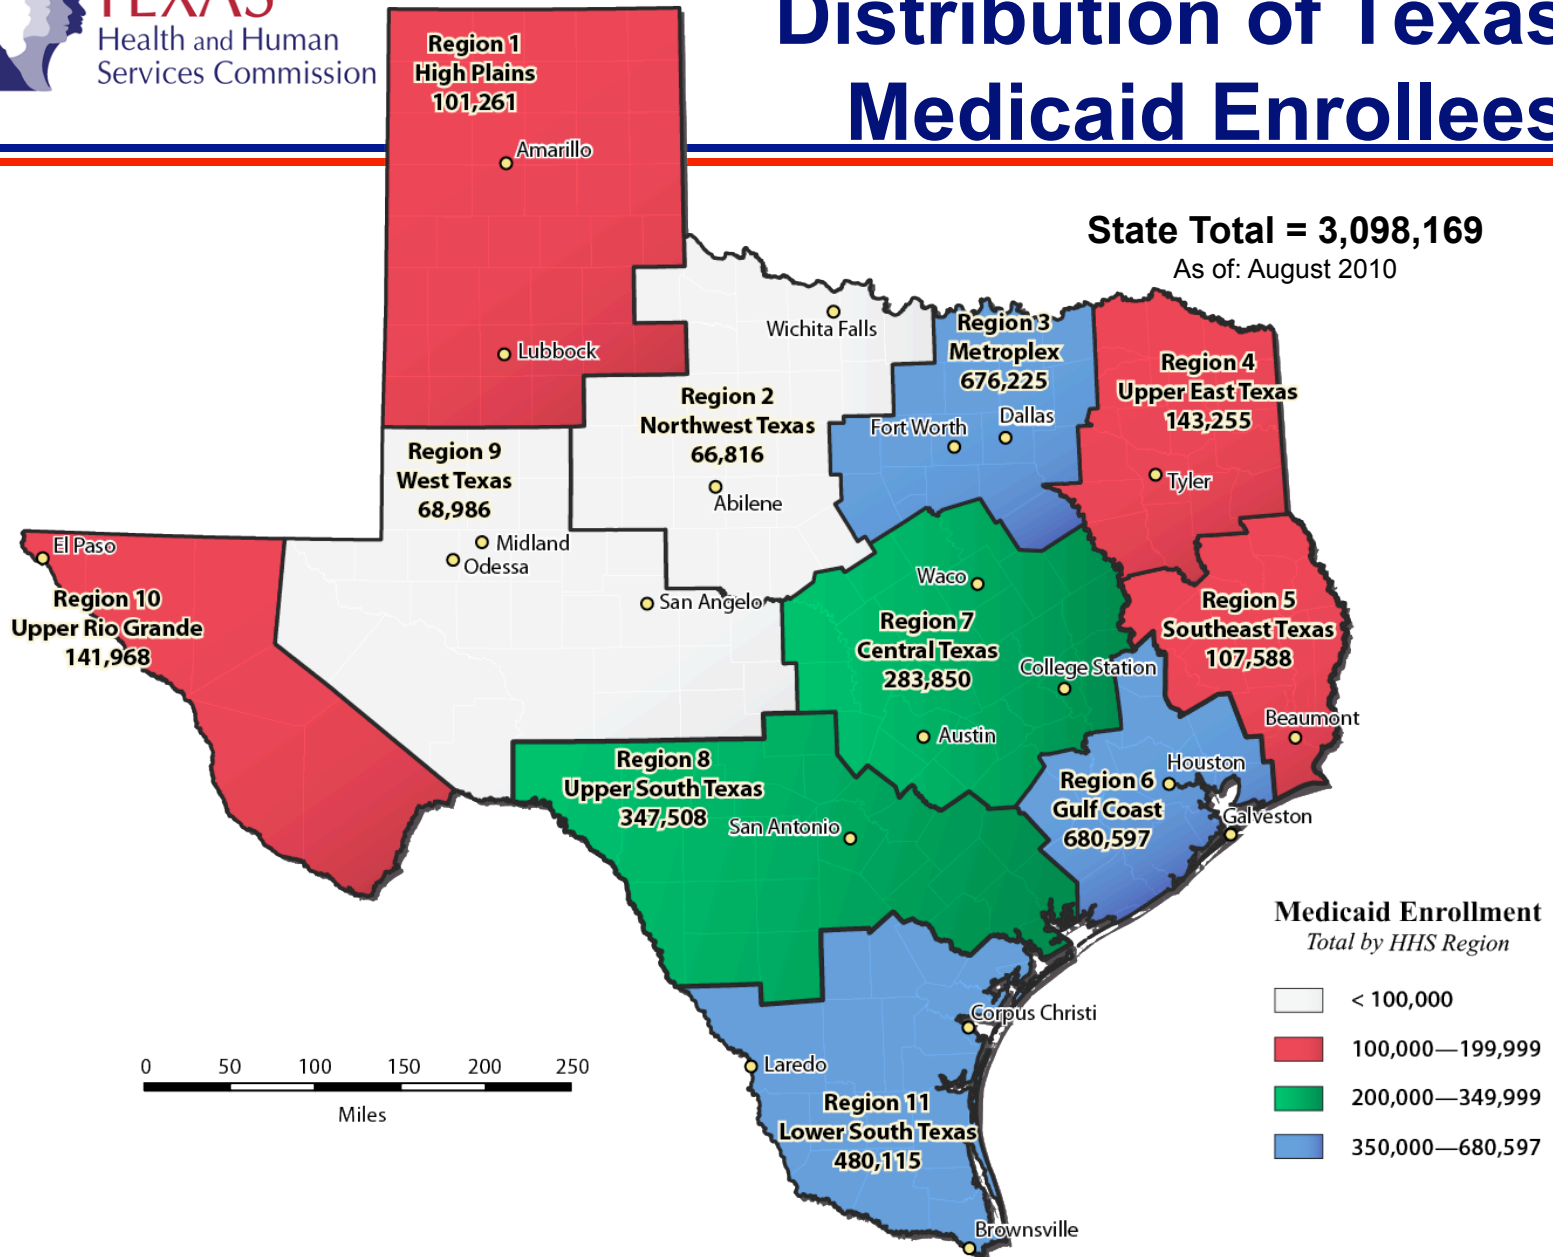 TEXAS
Health and Human
Services Commission
Distribution of Texas
Medicaid Enrollees
State Total = 3,098,169
As of: August 2010
Region 1
High Plains
101,261
Amarillo
Lubbock
Wichita Falls
Region 2
Northwest Texas
66,816
Abilene
Region 3
Metroplex
676,225
Fort Worth
Dallas
Region 4
Upper East Texas
143,255
Tyler
Region 9
West Texas
68,986
Midland
Odessa
San Angelo
El Paso
Region 10
Upper Rio Grande
141,968
Waco
Region 7
Central Texas
283,850
College Station
Austin
Region 5
Southeast Texas
107,588
Beaumont
Region 8
Upper South Texas
347,508
San Antonio
Region 6
Gulf Coast
680,597
Houston
Galveston
Corpus Christi
Laredo
Region 11
Lower South Texas
480,115
Brownsville
0 50 100 150 200 250
Miles
Medicaid Enrollment
Total by HHS Region
< 100,000
100,000—199,999
200,000—349,999
350,000—680,597